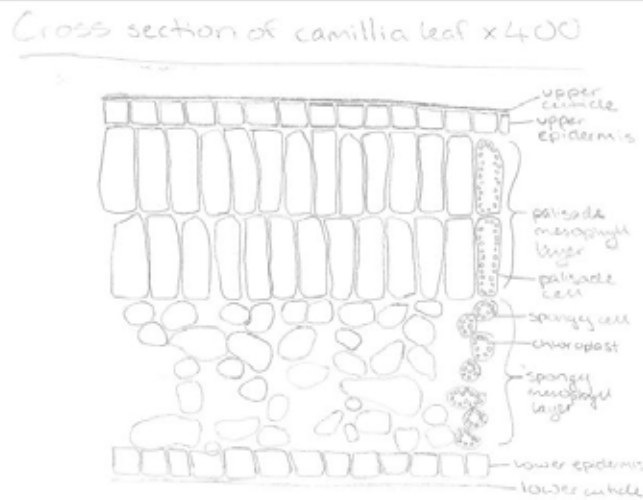 Cross section of camillia leaf x400
upper
cuticle
upper
epidermis
palisade
mesophyll
layer
palisade
cell
spongy cell
chloroplast
spongy
mesophyll
layer
lower epidermis
lower cuticle